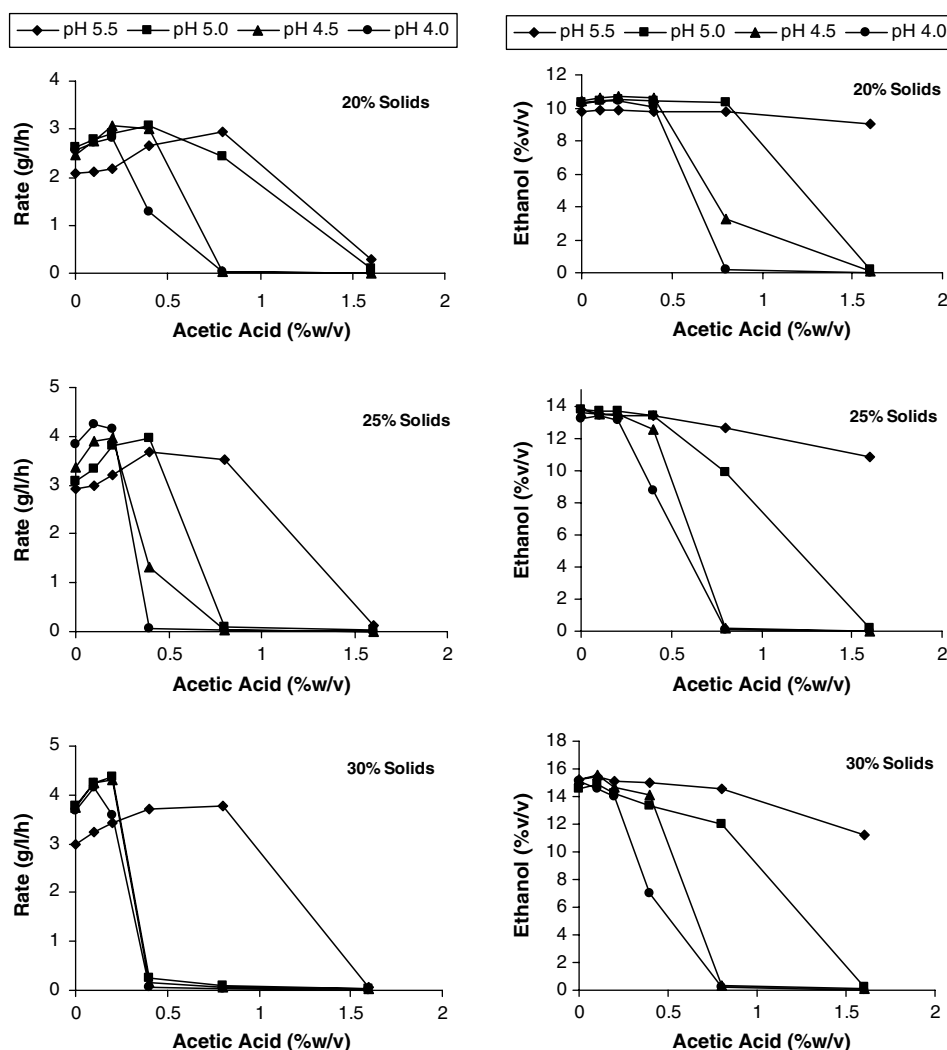 pH 5.5 pH 5.0 pH 4.5 pH 4.0
4
3
2
1
0
Rate (g/l/h)
20% Solids
0 0.5 1 1.5 2
Acetic Acid (%w/v)
pH 5.5 pH 5.0 pH 4.5 pH 4.0
12
10
8
6
4
2
0
Ethanol (%v/v)
20% Solids
0 0.5 1 1.5 2
Acetic Acid (%w/v)
5
4
3
2
1
0
Rate (g/l/h)
25% Solids
0 0.5 1 1.5 2
Acetic Acid (%w/v)
14
12
10
8
6
4
2
0
Ethanol (%v/v)
25% Solids
0 0.5 1 1.5 2
Acetic Acid (%w/v)
5
4
3
2
1
0
Rate (g/l/h)
30% Solids
0 0.5 1 1.5 2
Acetic Acid (%w/v)
18
16
14
12
10
8
6
4
2
0
Ethanol (%v/v)
30% Solids
0 0.5 1 1.5 2
Acetic Acid (%w/v)